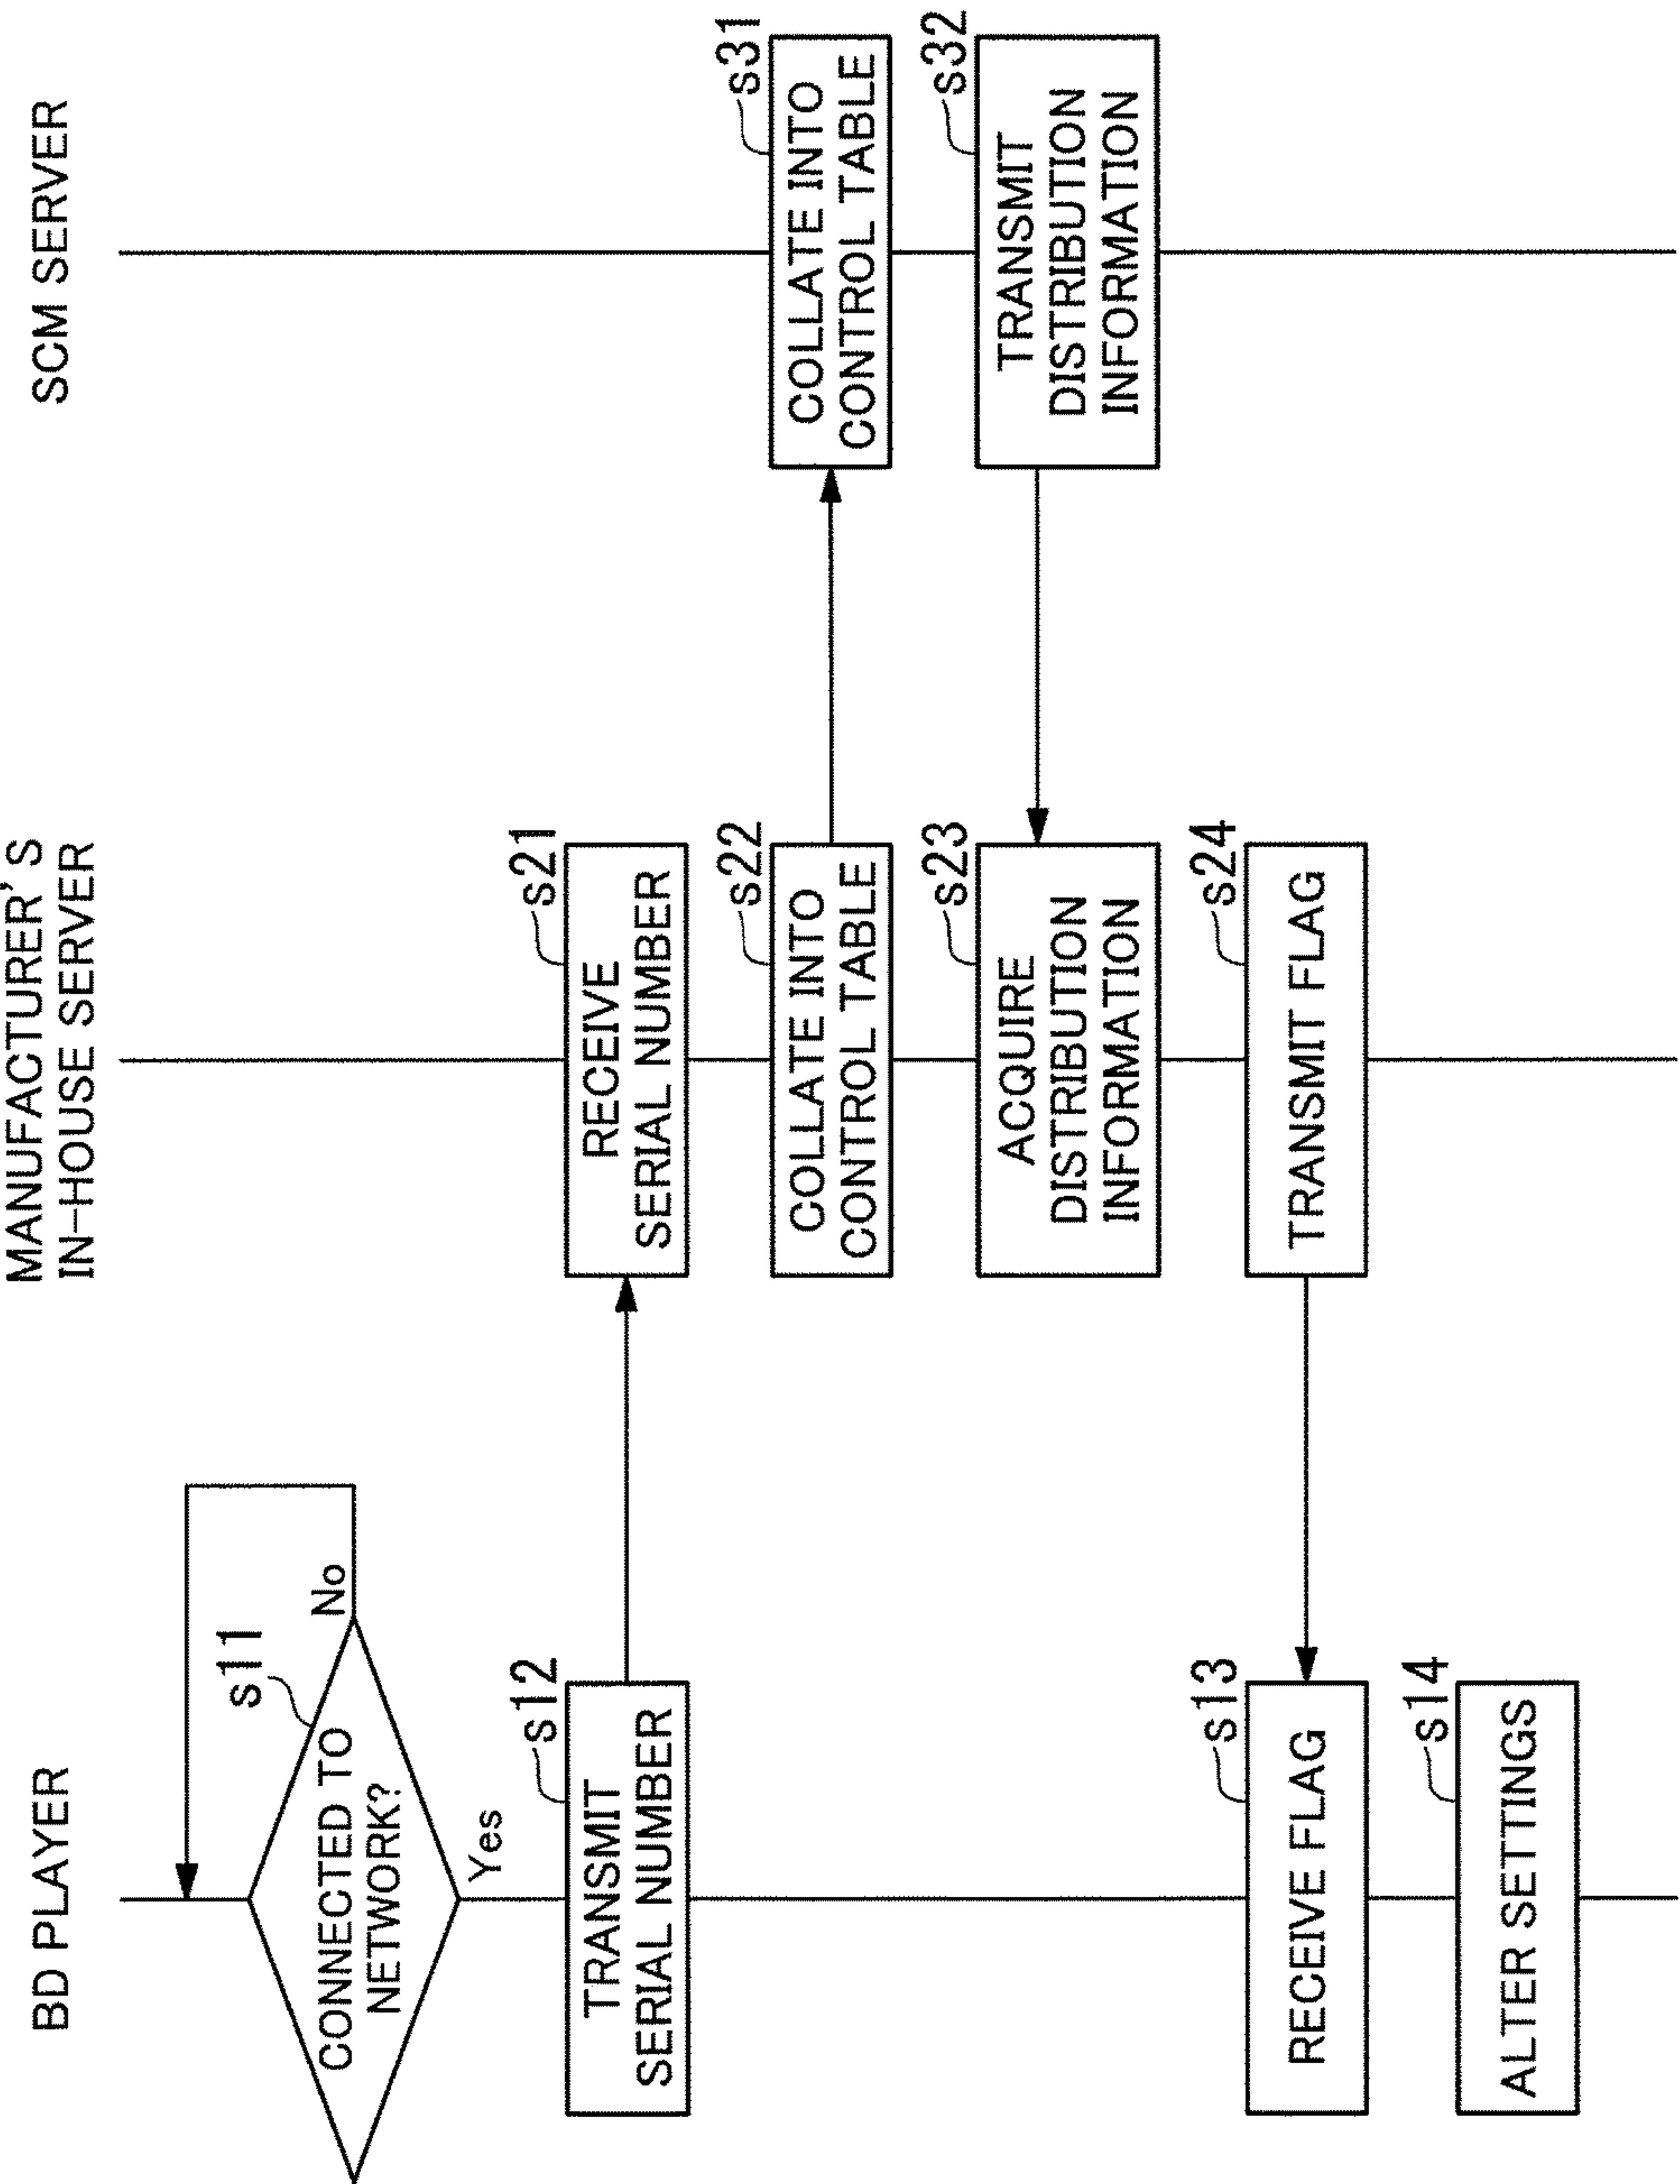 BD PLAYER
MANUFACTURER'S
IN-HOUSE SERVER
SCM SERVER
s11
CONNECTED TO
NETWORK?
No
Yes
s12
TRANSMIT
SERIAL NUMBER
s21
RECEIVE
SERIAL NUMBER
s22
COLLATE INTO
CONTROL TABLE
s31
COLLATE INTO
CONTROL TABLE
s23
ACQUIRE
DISTRIBUTION
INFORMATION
s32
TRANSMIT
DISTRIBUTION
INFORMATION
s13
RECEIVE FLAG
s24
TRANSMIT FLAG
s14
ALTER SETTINGS